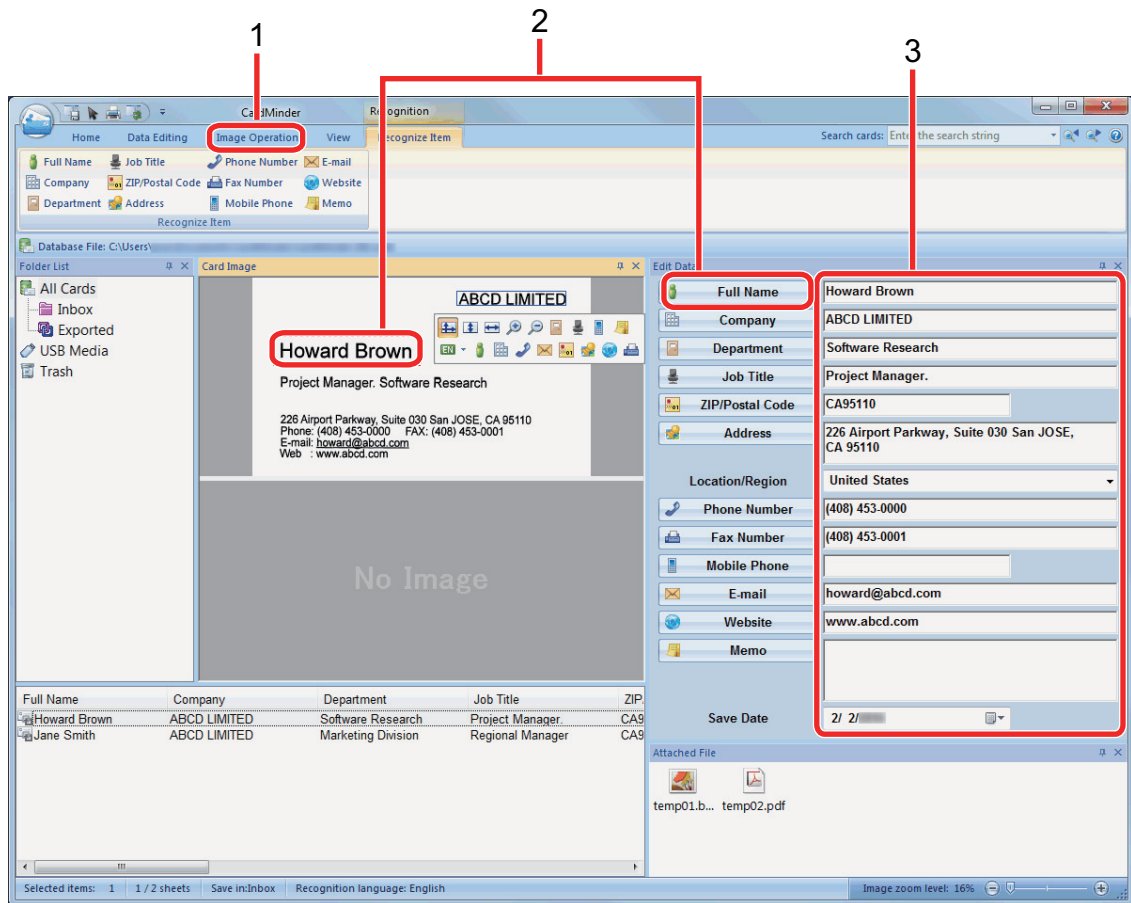 1
2
3
CardMinder
Recognition
Home Data Editing Image Operation View Recognize Item
Search cards: Enter the search string
Full Name Job Title Phone Number E-mail
Company ZIP/Postal Code Fax Number Website
Department Address Mobile Phone Memo
Recognize Item
Database File: C:\Users\
Folder List
All Cards
Inbox
Exported
USB Media
Trash
Card Image
ABCD LIMITED
EN
Howard Brown
Project Manager. Software Research
226 Airport Parkway, Suite 030 San JOSE, CA 95110
Phone: (408) 453-0000 FAX: (408) 453-0001
E-mail: howard@abcd.com
Web : www.abcd.com
No Image
Edit Data
Full Name Howard Brown
Company ABCD LIMITED
Department Software Research
Job Title Project Manager.
ZIP/Postal Code CA95110
Address 226 Airport Parkway, Suite 030 San JOSE,
CA 95110
Location/Region United States
Phone Number (408) 453-0000
Fax Number (408) 453-0001
Mobile Phone
E-mail howard@abcd.com
Website www.abcd.com
Memo
Save Date 2/ 2/
Full Name Company Department Job Title ZIP.
Howard Brown ABCD LIMITED Software Research Project Manager. CA9
Jane Smith ABCD LIMITED Marketing Division Regional Manager CA9
Attached File
temp01.b... temp02.pdf
Selected items: 1 1 / 2 sheets Save in:Inbox Recognition language: English Image zoom level: 16%